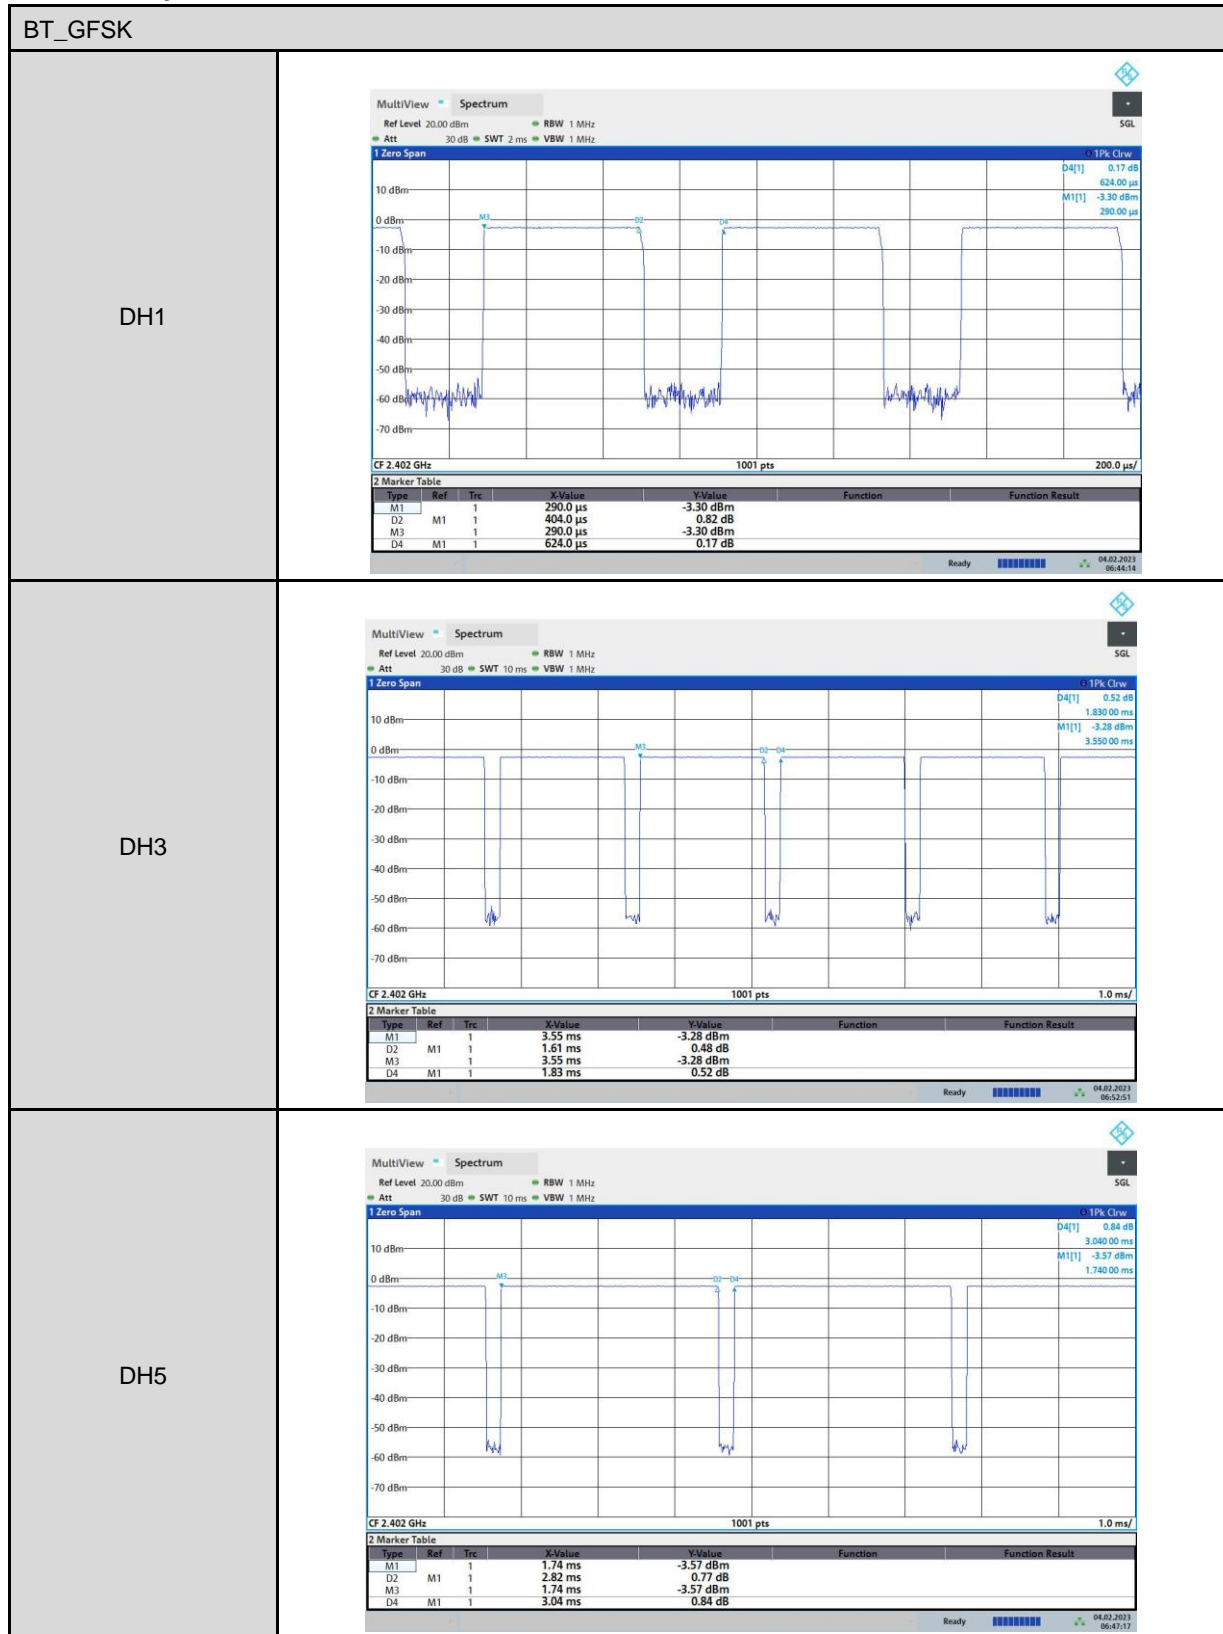 BT_GFSK
DH1
MultiView Spectrum
Ref Level 20.00 dBm RBW 1 MHz SGL
Att 30 dB SWT 2 ms VBW 1 MHz
1 Zero Span 1Pk Clrw
D4[1] 0.17 dB
624.00 µs
M1[1] -3.30 dBm
290.00 µs
10 dBm
0 dBm M3 D2 D4
-10 dBm
-20 dBm
-30 dBm
-40 dBm
-50 dBm
-60 dBm
-70 dBm
CF 2.402 GHz 1001 pts 200.0 µs/
2 Marker Table
Type Ref Trc X-Value Y-Value Function Function Result
M1 1 290.0 µs -3.30 dBm
D2 M1 1 404.0 µs 0.82 dB
M3 1 290.0 µs -3.30 dBm
D4 M1 1 624.0 µs 0.17 dB
Ready 04.02.2023
06:44:14
DH3
MultiView Spectrum
Ref Level 20.00 dBm RBW 1 MHz SGL
Att 30 dB SWT 10 ms VBW 1 MHz
1 Zero Span 1Pk Clrw
D4[1] 0.52 dB
1.830 00 ms
M1[1] -3.28 dBm
3.550 00 ms
10 dBm
0 dBm M3 D2 D4
-10 dBm
-20 dBm
-30 dBm
-40 dBm
-50 dBm
-60 dBm
-70 dBm
CF 2.402 GHz 1001 pts 1.0 ms/
2 Marker Table
Type Ref Trc X-Value Y-Value Function Function Result
M1 1 3.55 ms -3.28 dBm
D2 M1 1 1.61 ms 0.48 dB
M3 1 3.55 ms -3.28 dBm
D4 M1 1 1.83 ms 0.52 dB
Ready 04.02.2023
06:52:51
DH5
MultiView Spectrum
Ref Level 20.00 dBm RBW 1 MHz SGL
Att 30 dB SWT 10 ms VBW 1 MHz
1 Zero Span 1Pk Clrw
D4[1] 0.84 dB
3.040 00 ms
M1[1] -3.57 dBm
1.740 00 ms
10 dBm
0 dBm M3 D2 D4
-10 dBm
-20 dBm
-30 dBm
-40 dBm
-50 dBm
-60 dBm
-70 dBm
CF 2.402 GHz 1001 pts 1.0 ms/
2 Marker Table
Type Ref Trc X-Value Y-Value Function Function Result
M1 1 1.74 ms -3.57 dBm
D2 M1 1 2.82 ms 0.77 dB
M3 1 1.74 ms -3.57 dBm
D4 M1 1 3.04 ms 0.84 dB
Ready 04.02.2023
06:47:17